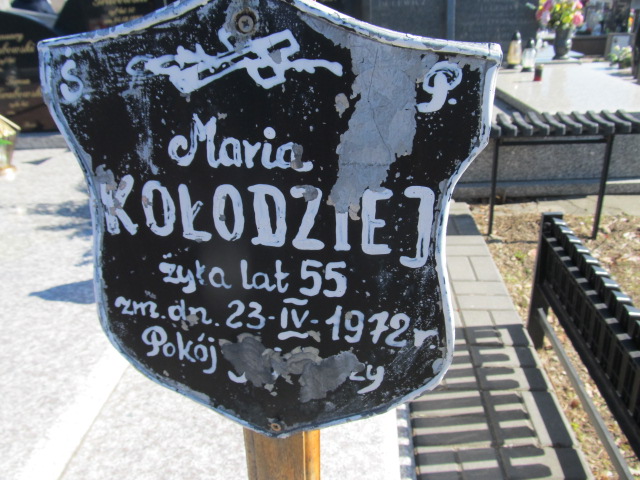 Ś. P.
Maria
KOŁODZIEJ
żyła lat 55
zm. dn. 23-IV-1972 r.
Pokój